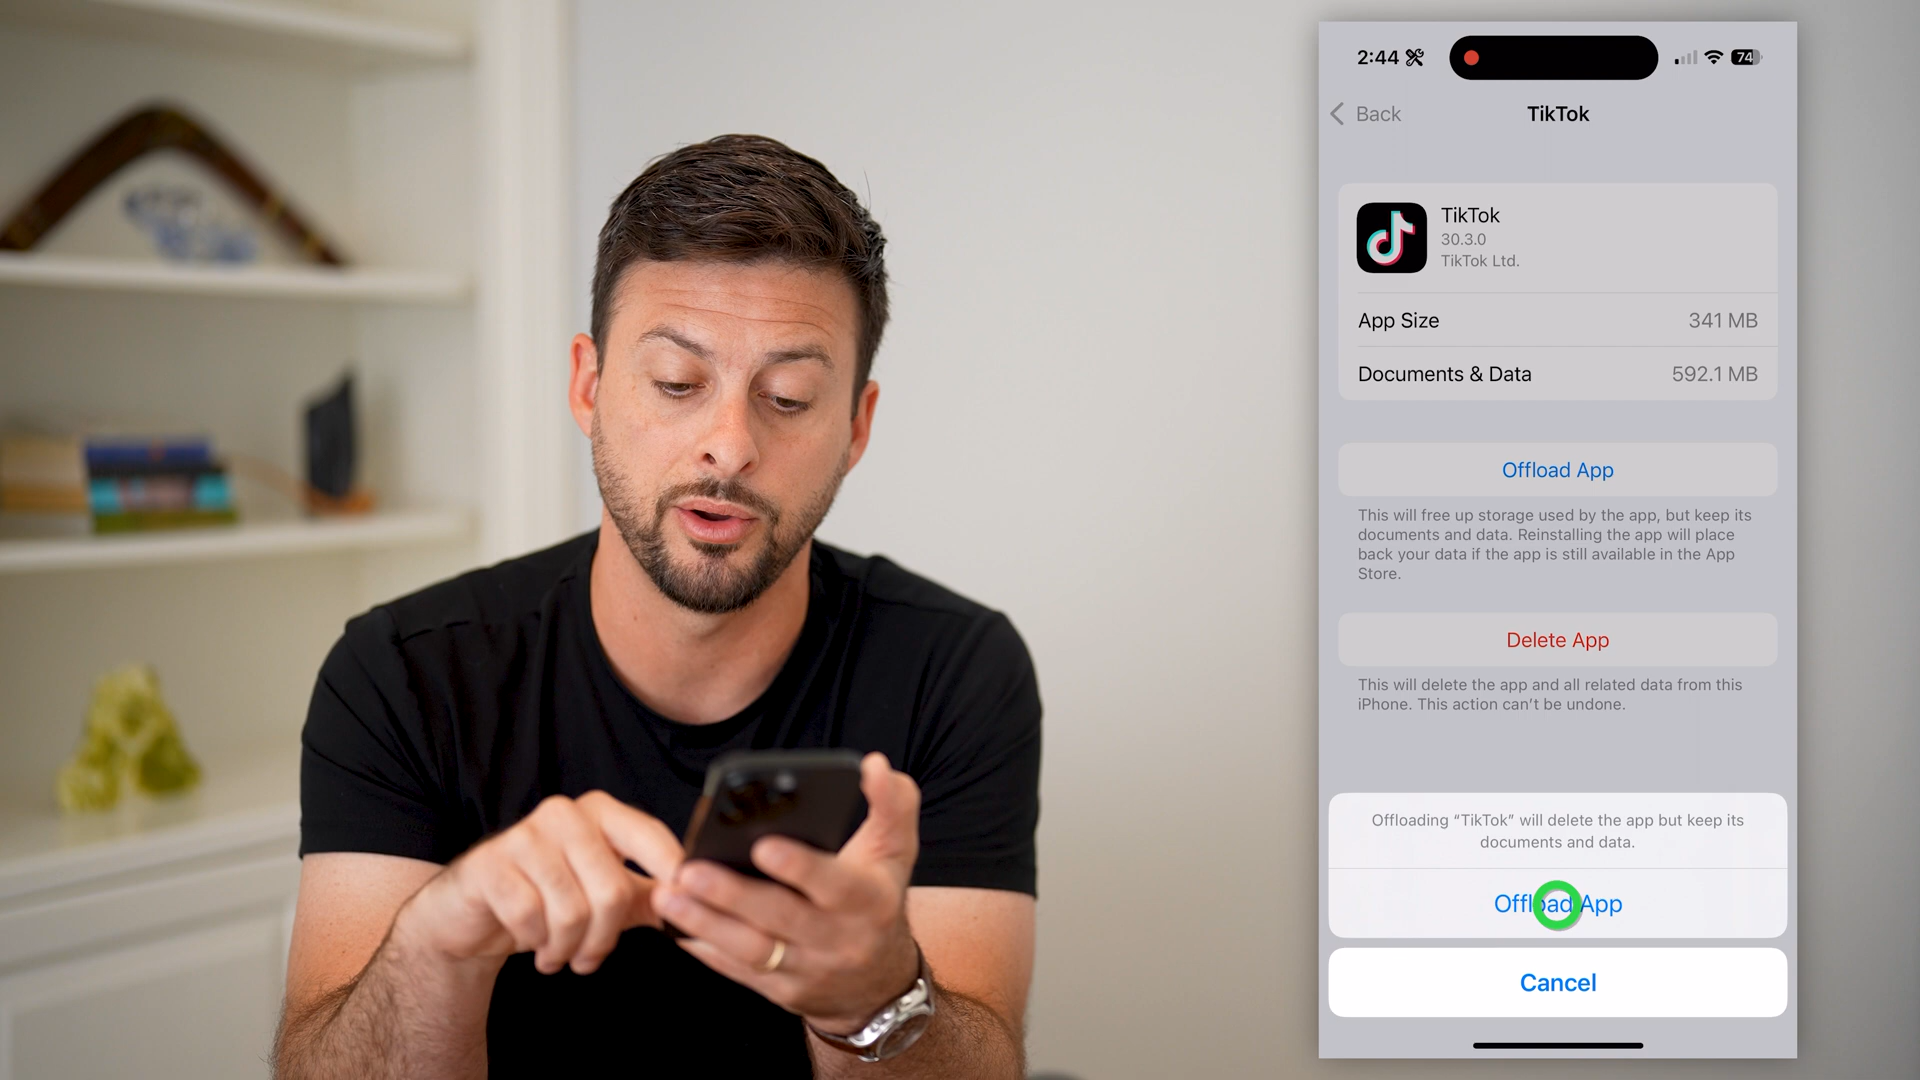 2:44
74
Back
TikTok
TikTok
30.3.0
TikTok Ltd.
App Size
341 MB
Documents & Data
592.1 MB
Offload App
This will free up storage used by the app, but keep its
documents and data. Reinstalling the app will place
back your data if the app is still available in the App
Store.
Delete App
This will delete the app and all related data from this
iPhone. This action can't be undone.
Offloading “TikTok” will delete the app but keep its
documents and data.
Offload App
Cancel